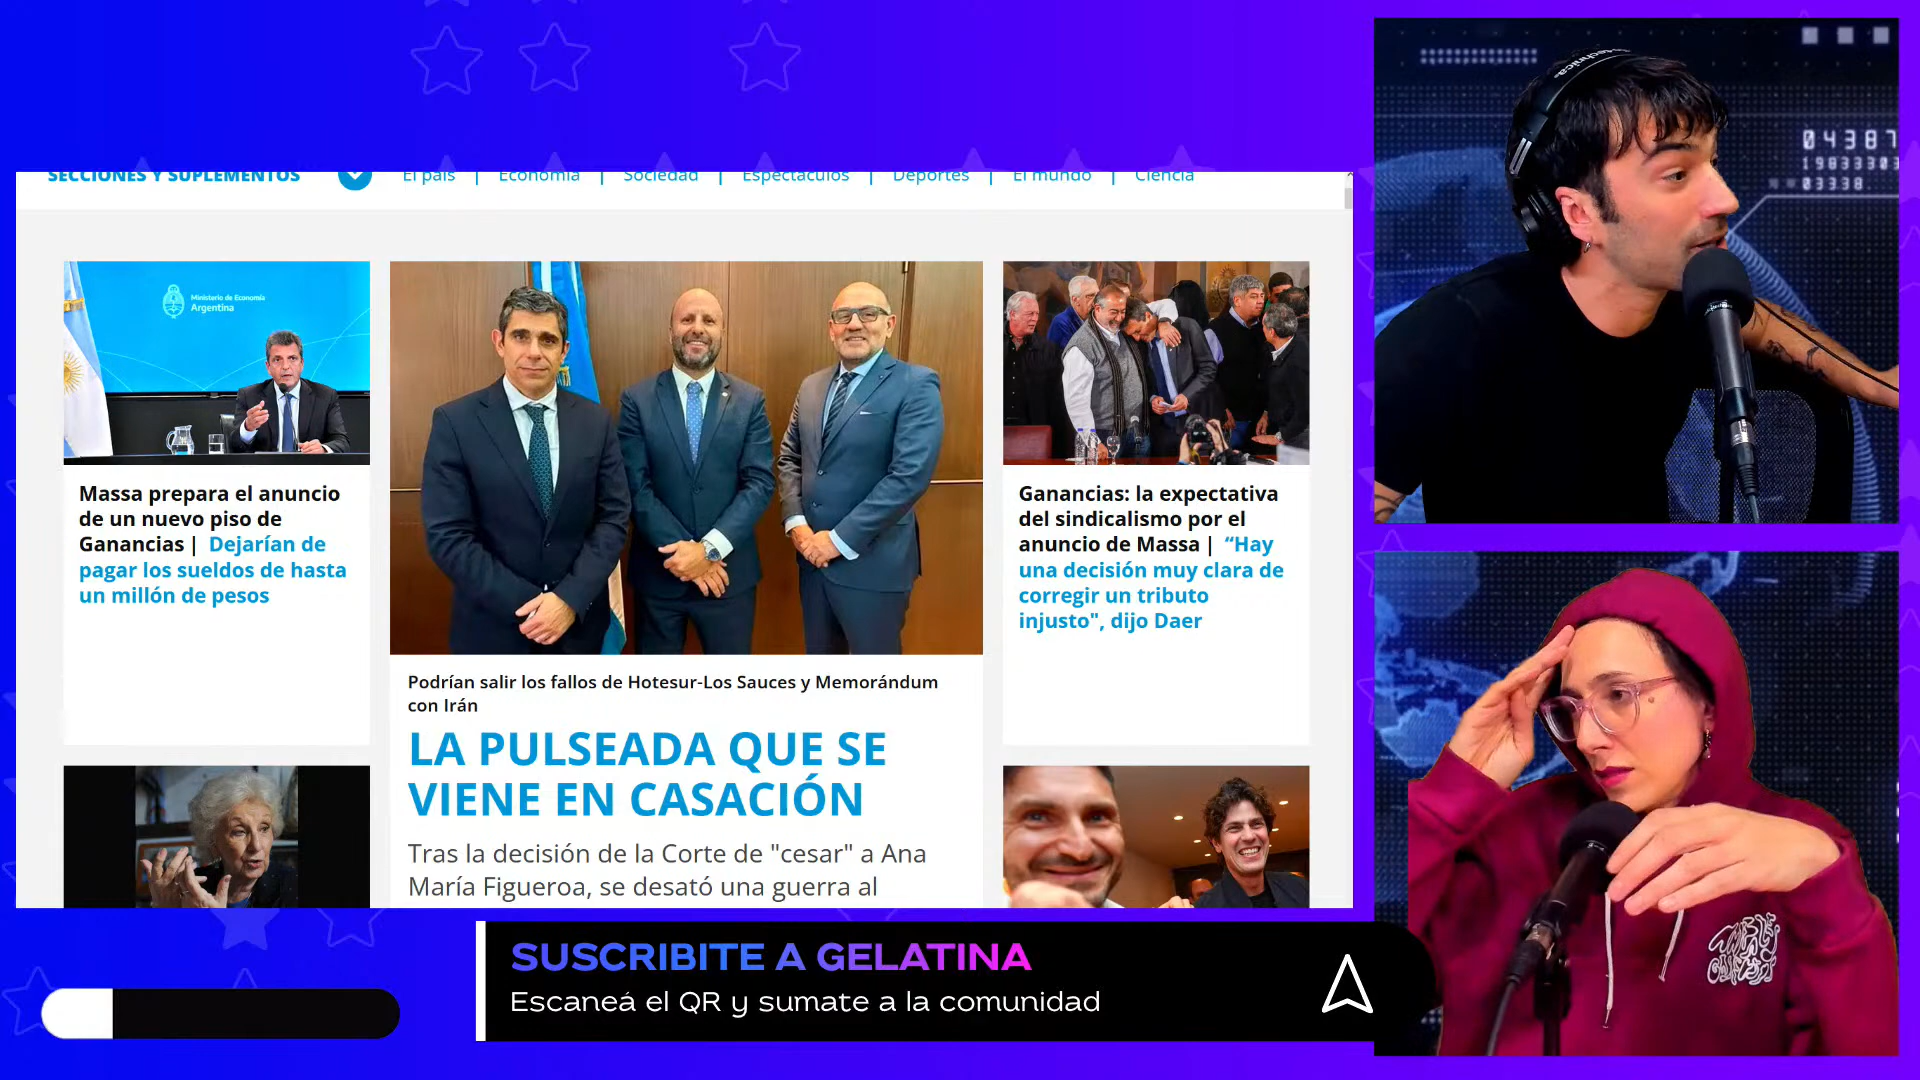 SECCIONES Y SUPLEMENTOS
El país | Economía | Sociedad | Espectáculos | Deportes | El mundo | Ciencia
Ministerio de Economía
Argentina
Massa prepara el anuncio
de un nuevo piso de
Ganancias | Dejarían de
pagar los sueldos de hasta
un millón de pesos
Podrían salir los fallos de Hotesur-Los Sauces y Memorándum
con Irán
LA PULSEADA QUE SE
VIENE EN CASACIÓN
Tras la decisión de la Corte de "cesar" a Ana
María Figueroa, se desató una guerra al
Ganancias: la expectativa
del sindicalismo por el
anuncio de Massa | “Hay
una decisión muy clara de
corregir un tributo
injusto", dijo Daer
04387
19833303
03338
SUSCRIBITE A GELATINA
Escaneá el QR y sumate a la comunidad